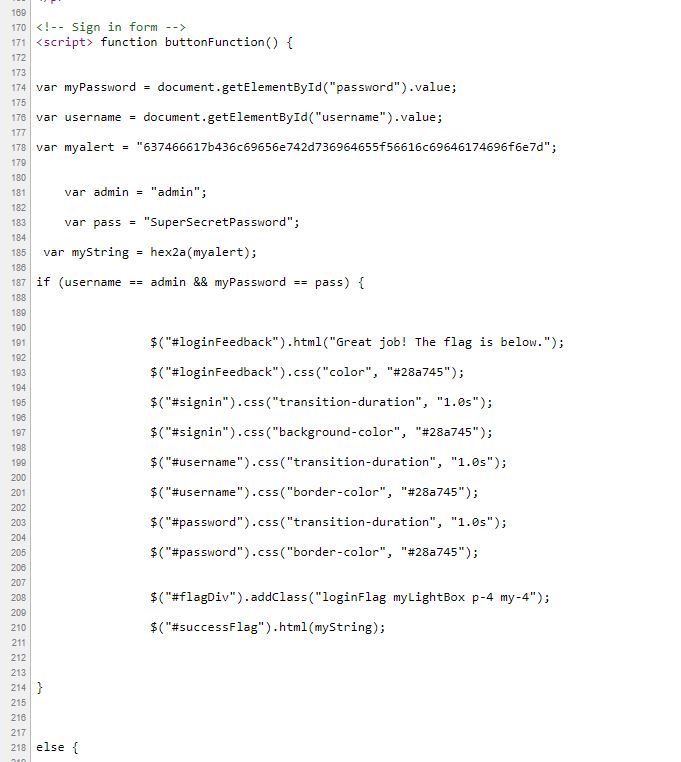 169
170 <!-- Sign in form -->
171 <script> function buttonFunction() {
172
173
174 var myPassword = document.getElementById("password").value;
175
176 var username = document.getElementById("username").value;
177
178 var myalert = "637466617b436c69656e742d736964655f56616c69646174696f6e7d";
179
180
181 var admin = "admin";
182
183 var pass = "SuperSecretPassword";
184
185 var myString = hex2a(myalert);
186
187 if (username == admin && myPassword == pass) {
188
189
190
191 $("#loginFeedback").html("Great job! The flag is below.");
192
193 $("#loginFeedback").css("color", "#28a745");
194
195 $("#signin").css("transition-duration", "1.0s");
196
197 $("#signin").css("background-color", "#28a745");
198
199 $("#username").css("transition-duration", "1.0s");
200
201 $("#username").css("border-color", "#28a745");
202
203 $("#password").css("transition-duration", "1.0s");
204
205 $("#password").css("border-color", "#28a745");
206
207
208 $("#flagDiv").addClass("loginFlag myLightBox p-4 my-4");
209
210 $("#successFlag").html(myString);
211
212
213
214 }
215
216
217
218 else {